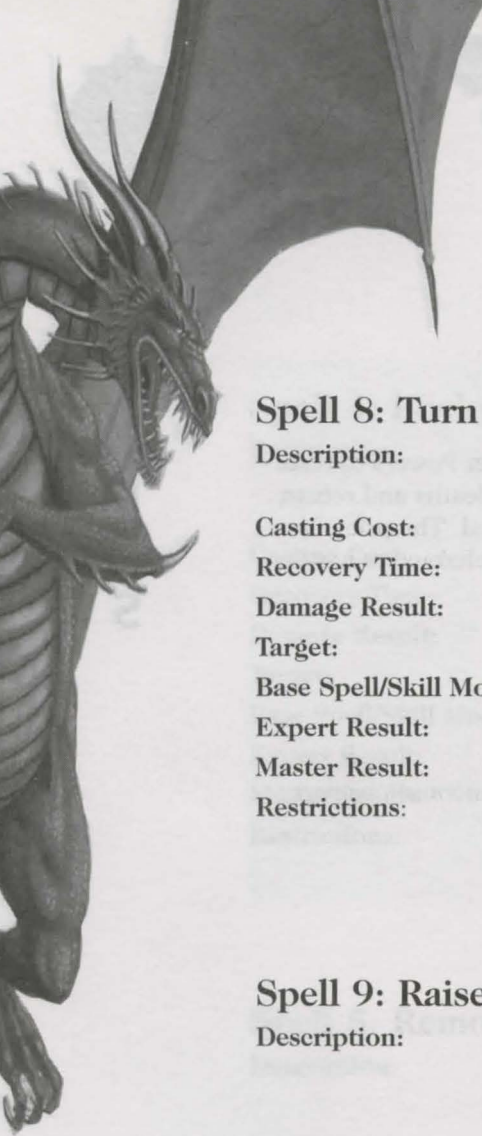 Spell 8: Turn
Description:
Casting Cost:
Recovery Time:
Damage Result:
Target:
Base Spell/Skill Mo
Expert Result:
Master Result:
Restrictions:
Spell 9: Raise
Description: